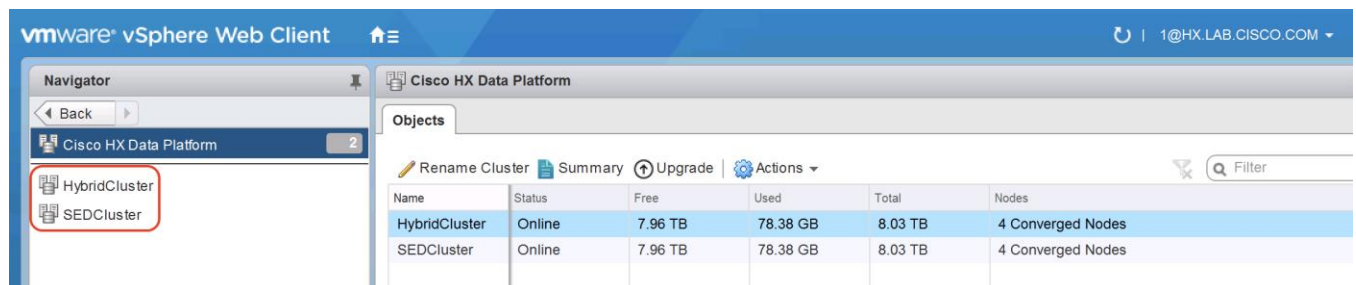 vmware® vSphere Web Client 1@HX.LAB.CISCO.COM
Navigator
Back
Cisco HX Data Platform 2
HybridCluster
SEDCluster
Cisco HX Data Platform
Objects
Rename Cluster Summary Upgrade Actions Filter
Name Status Free Used Total Nodes
HybridCluster Online 7.96 TB 78.38 GB 8.03 TB 4 Converged Nodes
SEDCluster Online 7.96 TB 78.38 GB 8.03 TB 4 Converged Nodes